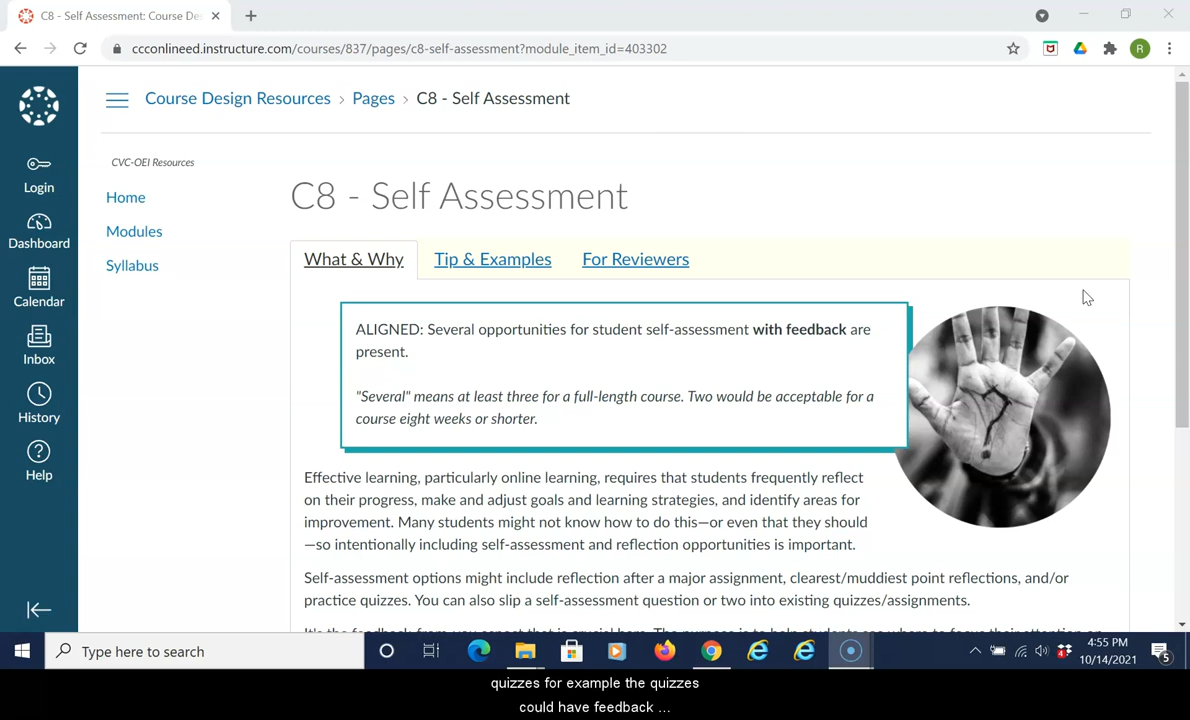 C8 - Self Assessment: Course De
ccconlineed.instructure.com/courses/837/pages/c8-self-assessment?module_item_id=403302
R
Course Design Resources › Pages › C8 - Self Assessment
Login
Dashboard
Calendar
Inbox
History
Help
CVC-OEI Resources
Home
Modules
Syllabus
C8 - Self Assessment
What & Why
Tip & Examples
For Reviewers
ALIGNED: Several opportunities for student self-assessment with feedback are
present.
"Several" means at least three for a full-length course. Two would be acceptable for a
course eight weeks or shorter.
Effective learning, particularly online learning, requires that students frequently reflect
on their progress, make and adjust goals and learning strategies, and identify areas for
improvement. Many students might not know how to do this—or even that they should
—so intentionally including self-assessment and reflection opportunities is important.
Self-assessment options might include reflection after a major assignment, clearest/muddiest point reflections, and/or
practice quizzes. You can also slip a self-assessment question or two into existing quizzes/assignments.
Type here to search
4:55 PM
10/14/2021
5
quizzes for example the quizzes
could have feedback ...